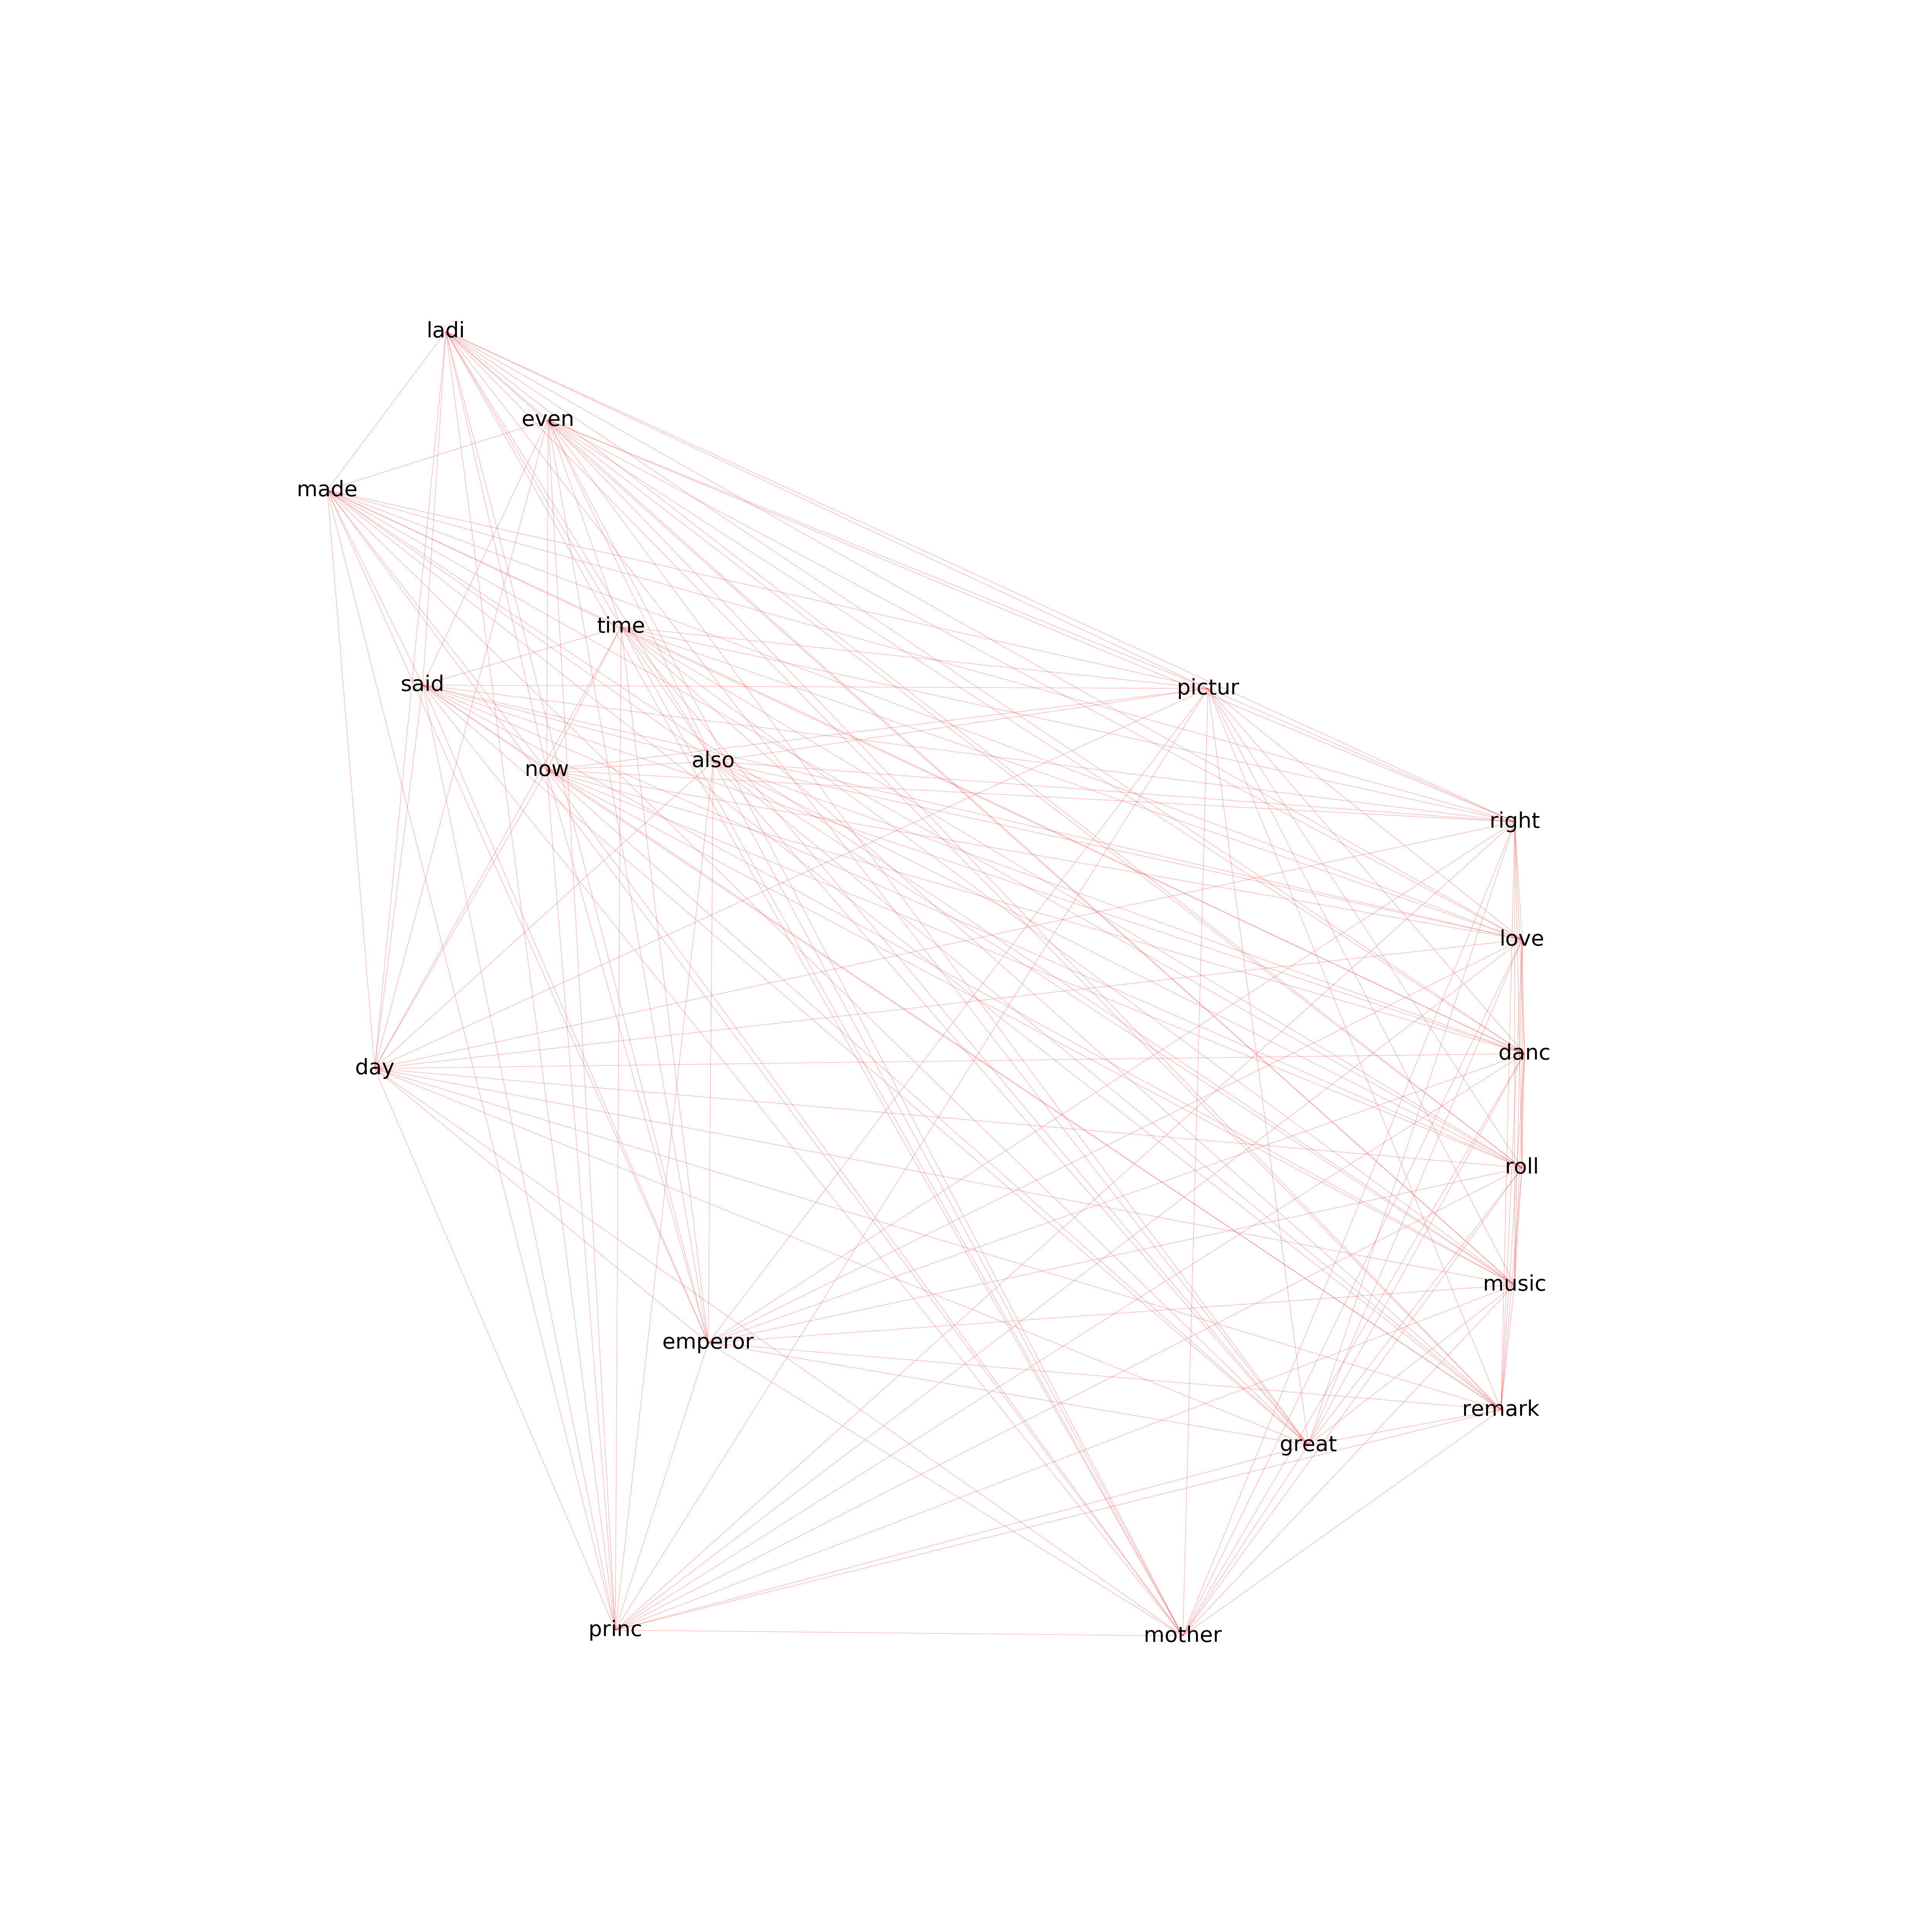 ladi
even
made
time
said
pictur
also
now
right
love
danc
day
roll
music
emperor
remark
great
princ
mother